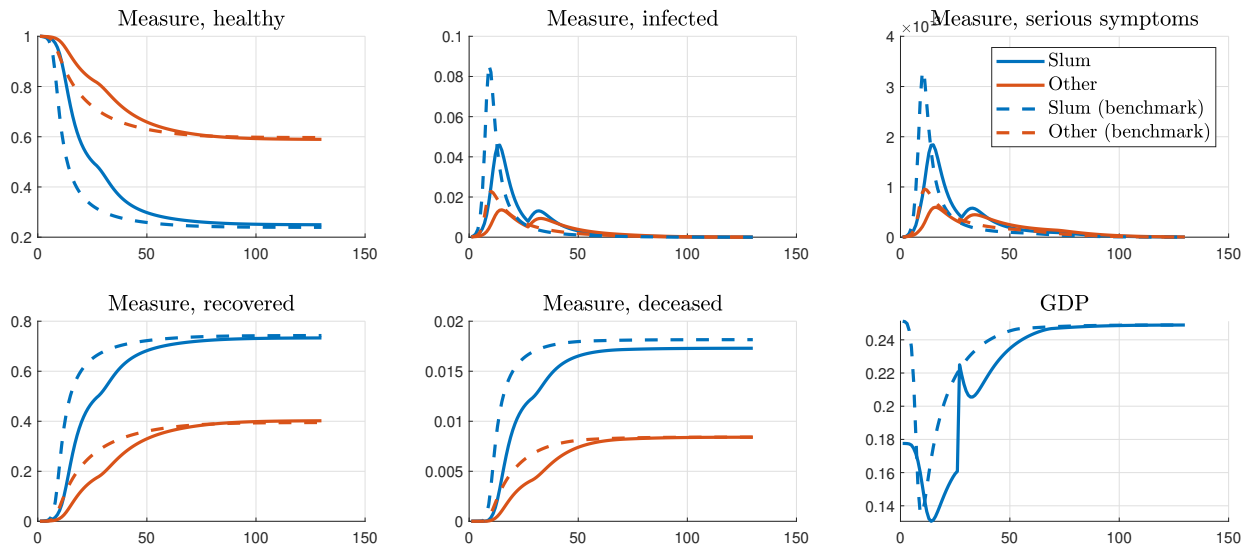 Measure, healthy
1
0.8
0.6
0.4
0.2
0 50 100 150
Measure, infected
0.1
0.08
0.06
0.04
0.02
0
0 50 100 150
Measure, serious symptoms
4
3
2
1
0
0 50 100 150
Slum
Other
Slum (benchmark)
Other (benchmark)
Measure, recovered
0.8
0.6
0.4
0.2
0
0 50 100 150
Measure, deceased
0.02
0.015
0.01
0.005
0
0 50 100 150
GDP
0.24
0.22
0.2
0.18
0.16
0.14
0 50 100 150